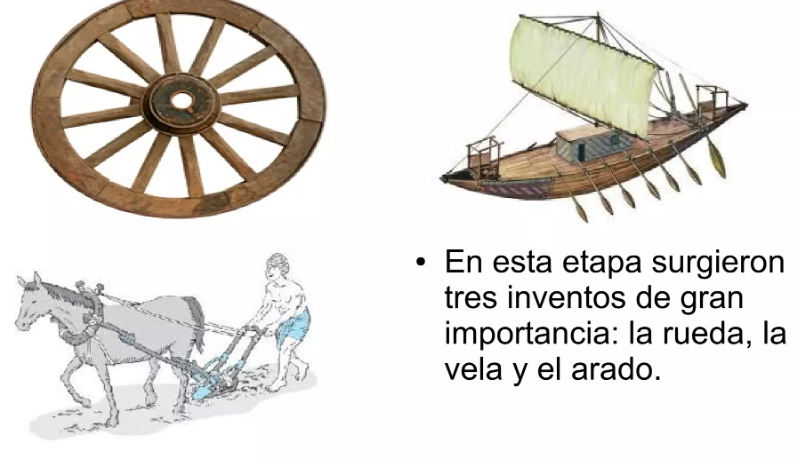 • En esta etapa surgieron
tres inventos de gran
importancia: la rueda, la
vela y el arado.